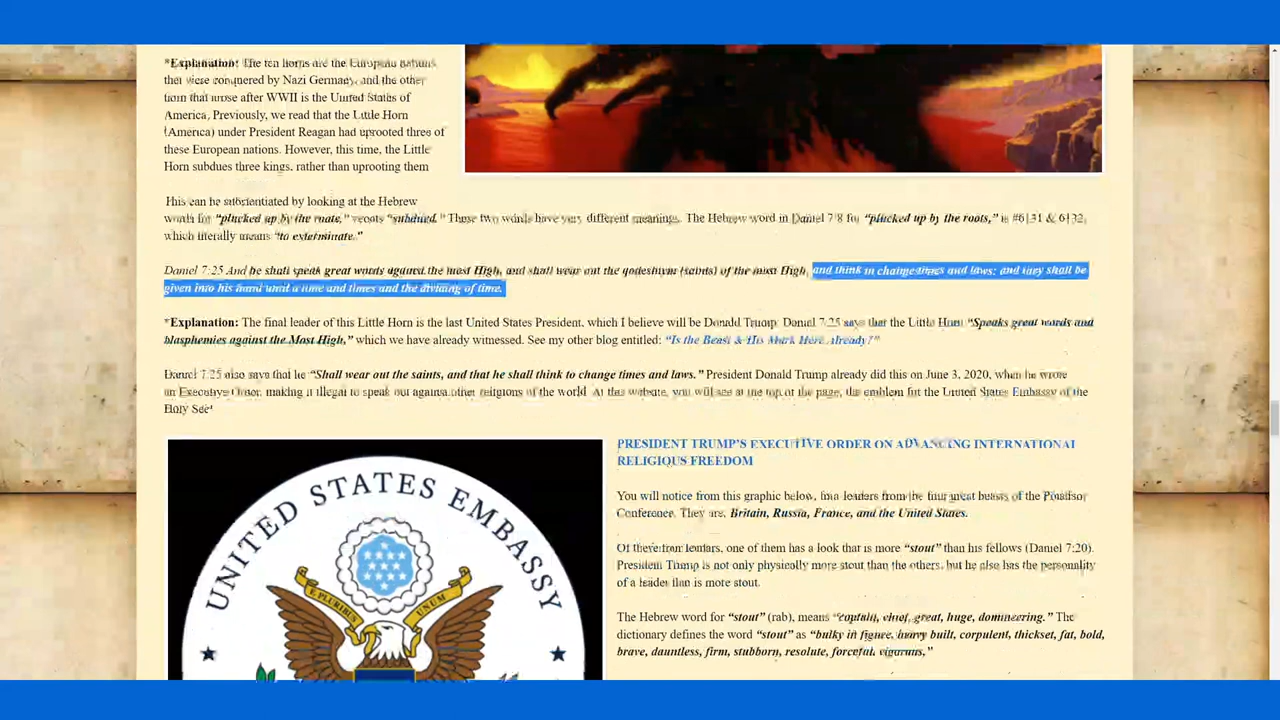 *Explanation: The ten horns are the European nations
that were conquered by Nazi Germany, and the other
horn that arose after WWII is the United States of
America. Previously, we read that the Little Horn
(America) under President Reagan had uprooted three of
these European nations. However, this time, the Little
Horn subdues three kings, rather than uprooting them
This can be substantiated by looking at the Hebrew
word for “plucked up by the roots,” “subdued.” These two words have very different meanings. The Hebrew word in Daniel 7:8 for “plucked up by the roots,” is #6131 & 6132,
which literally means “to exterminate.”
Daniel 7:25 And he shall speak great words against the most High, and shall wear out the qodeshiym (saints) of the most High, and think to change times and laws: and they shall be
given into his hand until a time and times and the dividing of time.
*Explanation: The final leader of this Little Horn is the last United States President, which I believe will be Donald Trump. Daniel 7:25 says that the Little Horn “Speaks great words and
blasphemies against the Most High,” which we have already witnessed. See my other blog entitled: “Is the Beast & His Mark Here Already?”
Daniel 7:25 also says that he “Shall wear out the saints, and that he shall think to change times and laws.” President Donald Trump already did this on June 3, 2020, when he wrote
an Executive Order, making it illegal to speak out against other religions of the world. At this website, you will see at the top of the page, the emblem for the United States Embassy of the
Holy See!
UNITED STATES EMBASSY
E PLURIBUS UNUM
PRESIDENT TRUMP’S EXECUTIVE ORDER ON ADVANCING INTERNATIONAL
RELIGIOUS FREEDOM
You will notice from this graphic below, four leaders from the four great beasts of the
Conference. They are, Britain, Russia, France, and the United States.
Of these four leaders, one of them has a look that is more “stout” than his fellows (Daniel 7:20).
President Trump is not only physically more stout than the others, but he also has the personality
of a leader than is more stout.
The Hebrew word for “stout” (rab), means “captain, chief, great, huge, domineering.” The
dictionary defines the word “stout” as “bulky in figure, heavy built, corpulent, thickset, fat, bold,
brave, dauntless, firm, stubborn, resolute, forceful, vigorous.”